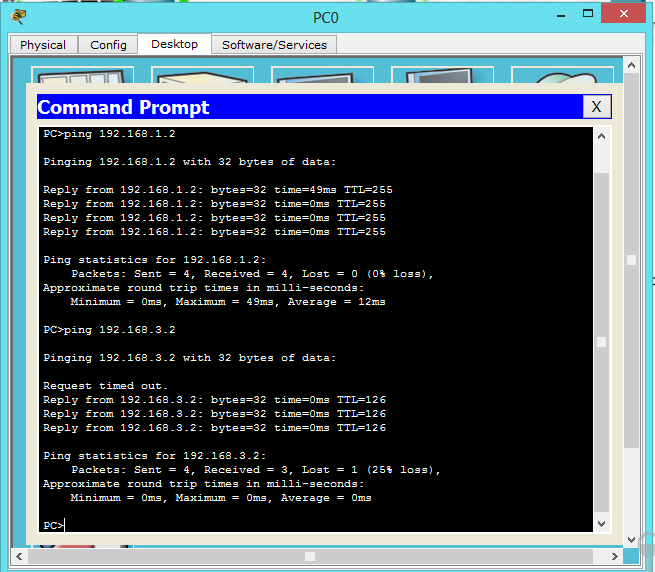 PC0
Physical Config Desktop Software/Services
Command Prompt X
PC>ping 192.168.1.2
Pinging 192.168.1.2 with 32 bytes of data:
Reply from 192.168.1.2: bytes=32 time=49ms TTL=255
Reply from 192.168.1.2: bytes=32 time=0ms TTL=255
Reply from 192.168.1.2: bytes=32 time=0ms TTL=255
Reply from 192.168.1.2: bytes=32 time=0ms TTL=255
Ping statistics for 192.168.1.2:
Packets: Sent = 4, Received = 4, Lost = 0 (0% loss),
Approximate round trip times in milli-seconds:
Minimum = 0ms, Maximum = 49ms, Average = 12ms
PC>ping 192.168.3.2
Pinging 192.168.3.2 with 32 bytes of data:
Request timed out.
Reply from 192.168.3.2: bytes=32 time=0ms TTL=126
Reply from 192.168.3.2: bytes=32 time=0ms TTL=126
Reply from 192.168.3.2: bytes=32 time=0ms TTL=126
Ping statistics for 192.168.3.2:
Packets: Sent = 4, Received = 3, Lost = 1 (25% loss),
Approximate round trip times in milli-seconds:
Minimum = 0ms, Maximum = 0ms, Average = 0ms
PC>